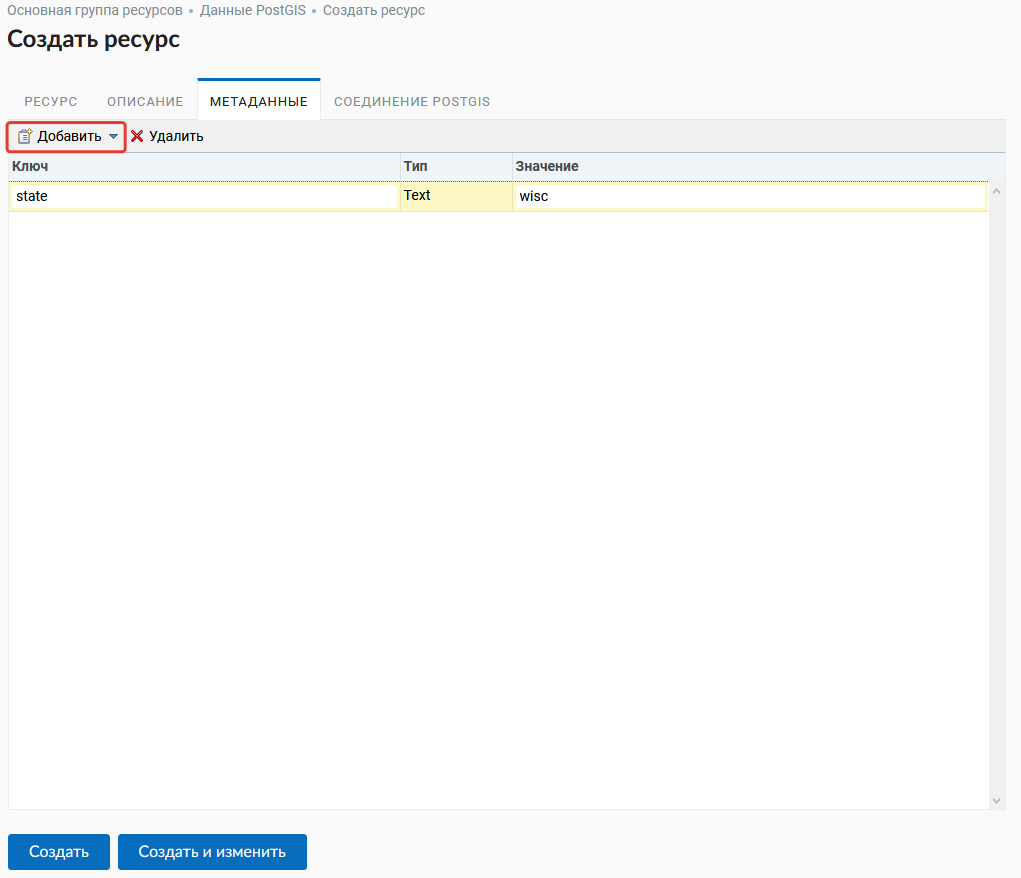 Основная группа ресурсов • Данные PostGIS • Создать ресурс
Создать ресурс
РЕСУРС ОПИСАНИЕ МЕТАДАННЫЕ СОЕДИНЕНИЕ POSTGIS
Добавить Удалить
Ключ Тип Значение
state Text wisc
Создать Создать и изменить